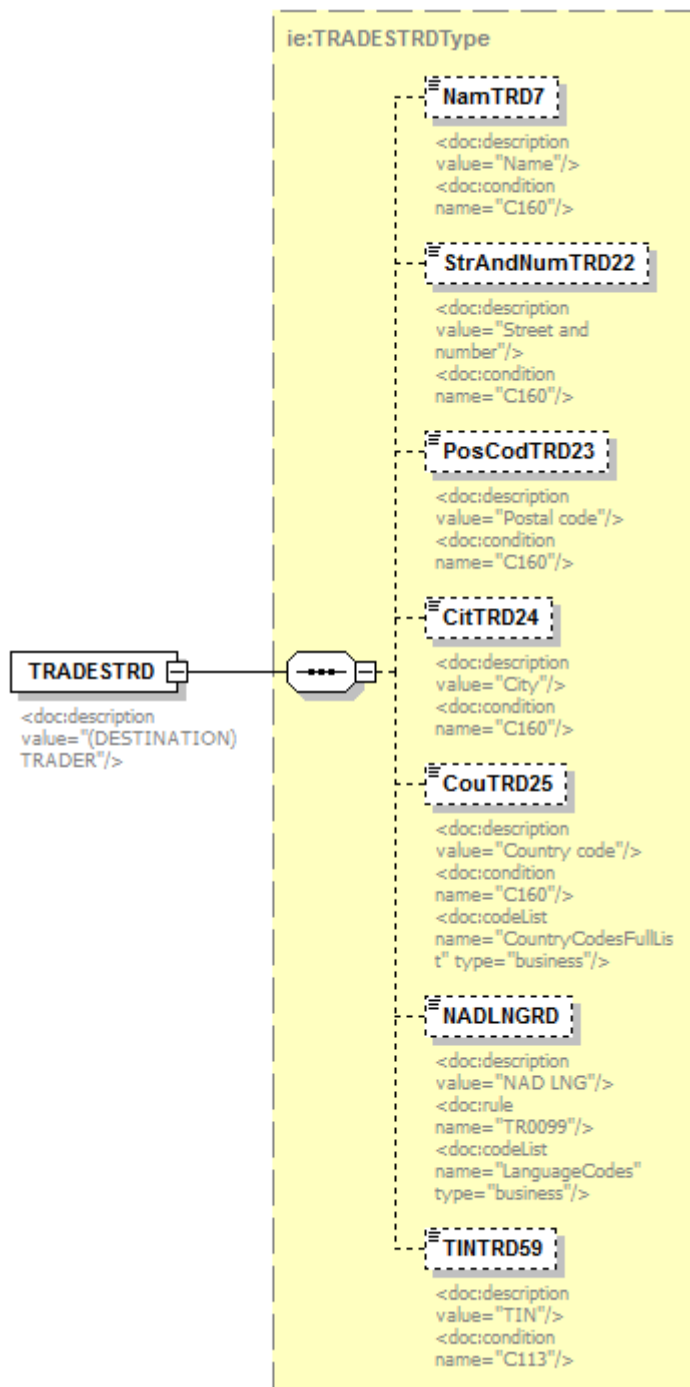 ie:TRADESTRDType
NamTRD7
<doc:description
value="Name"/>
<doc:condition
name="C160"/>
StrAndNumTRD22
<doc:description
value="Street and
number"/>
<doc:condition
name="C160"/>
PosCodTRD23
<doc:description
value="Postal code"/>
<doc:condition
name="C160"/>
CitTRD24
<doc:description
value="City"/>
<doc:condition
name="C160"/>
TRADESTRD
<doc:description
value="(DESTINATION)
TRADER"/>
CouTRD25
<doc:description
value="Country code"/>
<doc:condition
name="C160"/>
<doc:codeList
name="CountryCodesFullLis
t" type="business"/>
NADLNGRD
<doc:description
value="NAD LNG"/>
<doc:rule
name="TR0099"/>
<doc:codeList
name="LanguageCodes"
type="business"/>
TINTRD59
<doc:description
value="TIN"/>
<doc:condition
name="C113"/>